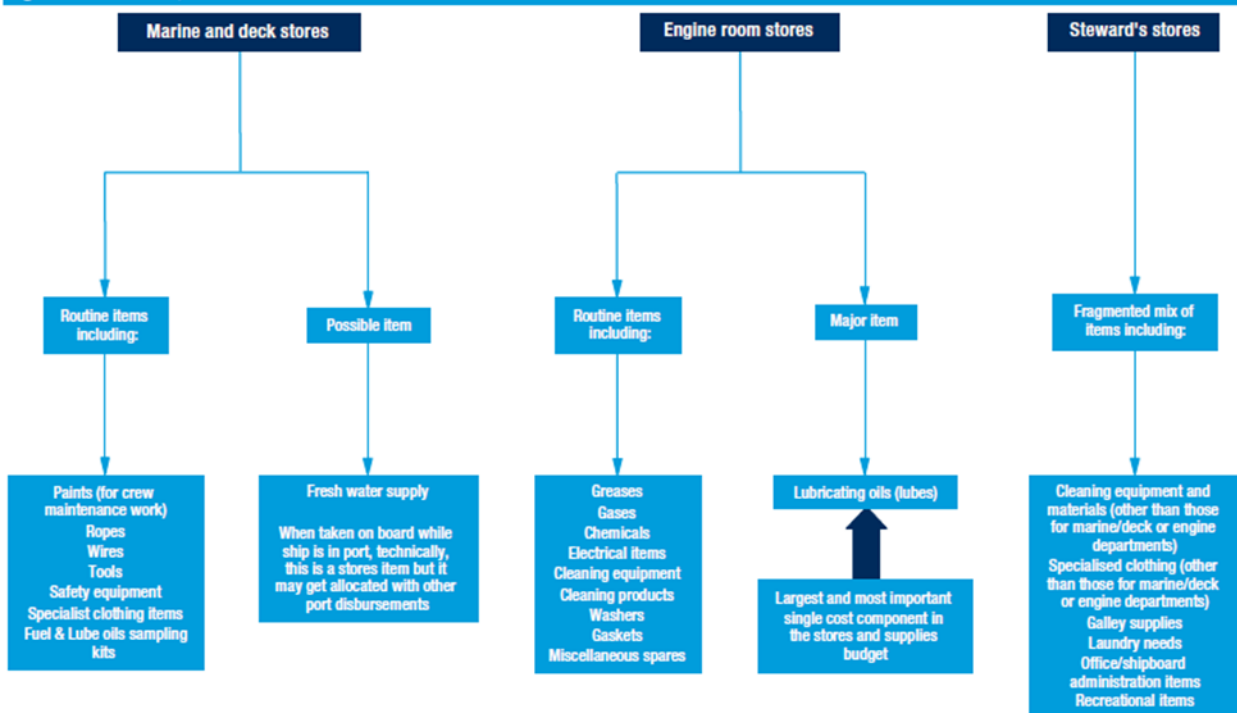 Marine and deck stores
Engine room stores
Steward's stores
Routine items
including:
Possible item
Routine items
including:
Major item
Fragmented mix of
items including:
Paints (for crew
maintenance work)
Ropes
Wires
Tools
Safety equipment
Specialist clothing items
Fuel & Lube oils sampling
kits
Fresh water supply
When taken on board while
ship is in port, technically,
this is a stores item but it
may get allocated with other
port disbursements
Greases
Gases
Chemicals
Electrical items
Cleaning equipment
Cleaning products
Washers
Gaskets
Miscellaneous spares
Lubricating oils (lubes)
Largest and most important
single cost component in
the stores and supplies
budget
Cleaning equipment and
materials (other than those
for marine/deck or engine
departments)
Specialised clothing (other
than those for marine/deck
or engine departments)
Galley supplies
Laundry needs
Office/shipboard
administration items
Recreational items